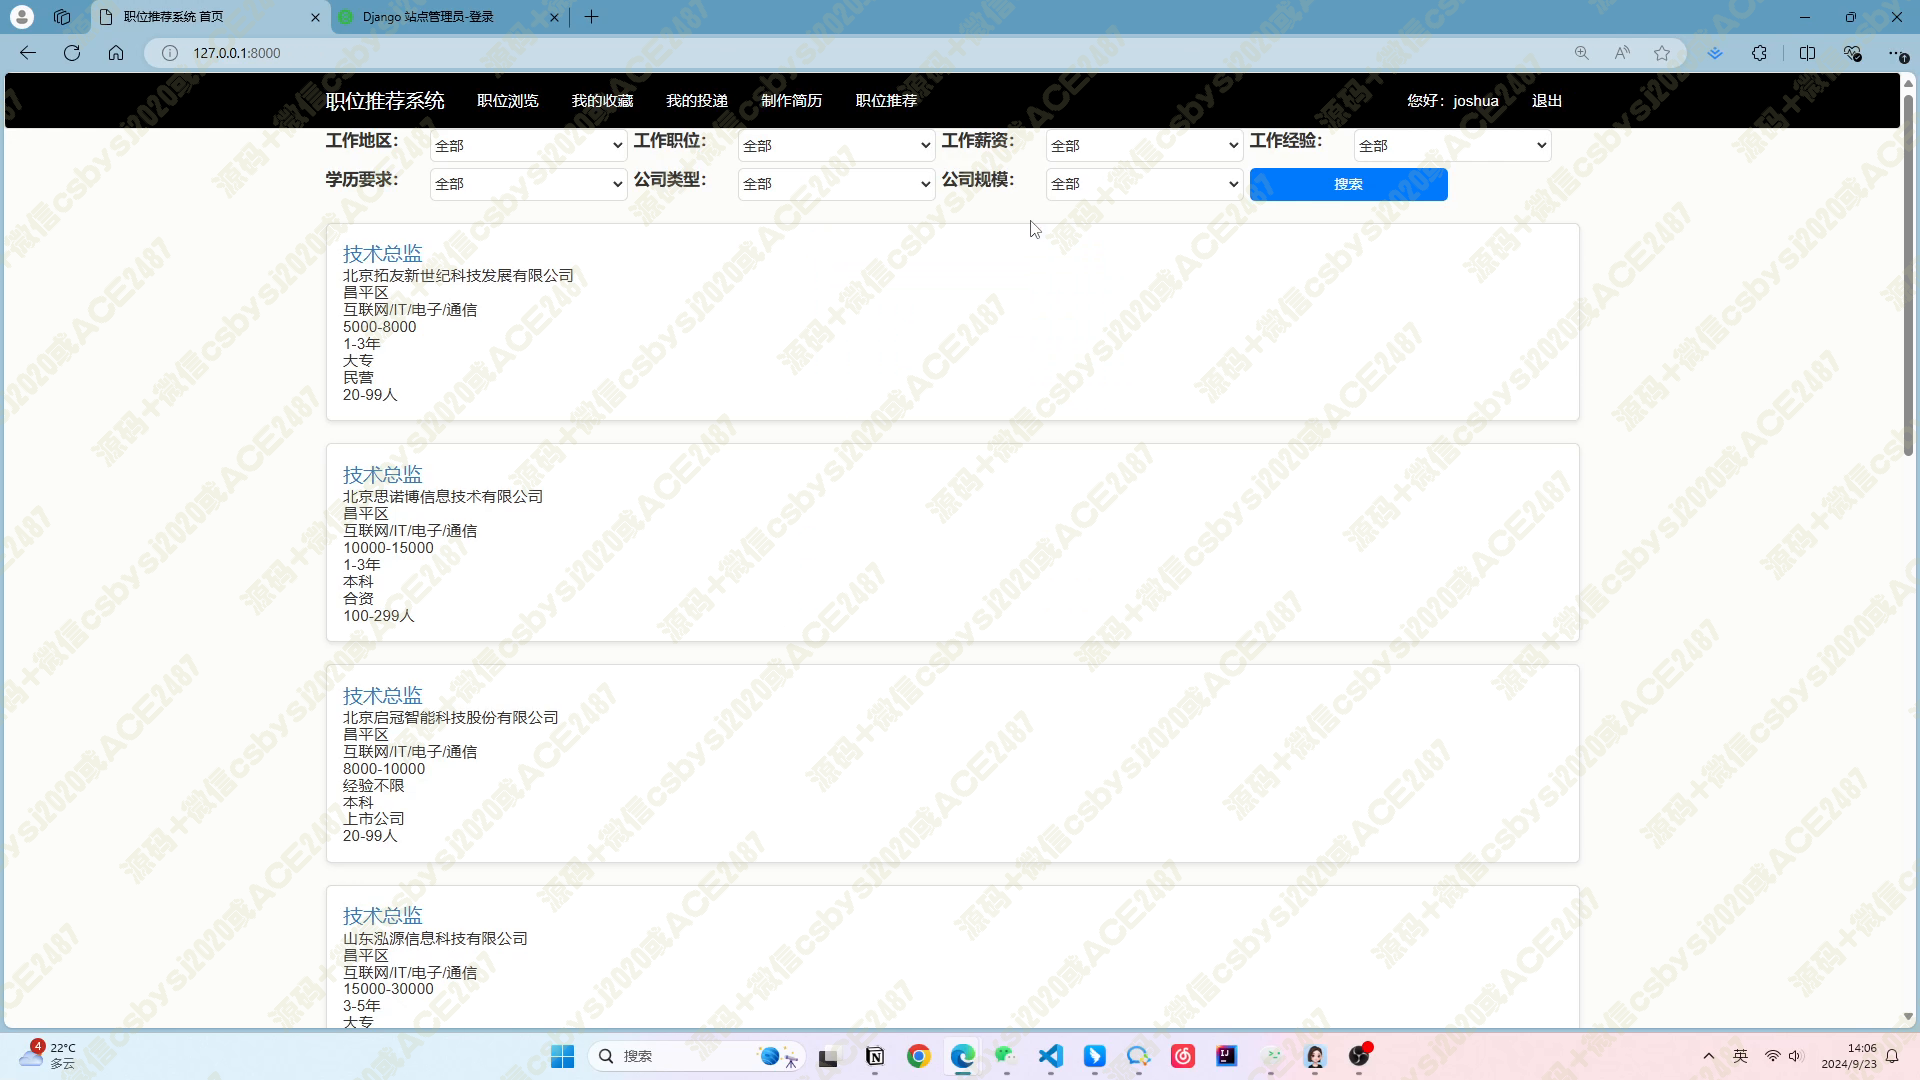 职位推荐系统 首页
Django 站点管理员-登录
127.0.0.1:8000
职位推荐系统 职位浏览 我的收藏 我的投递 制作简历 职位推荐 您好：joshua 退出
工作地区： 全部 工作职位： 全部 工作薪资： 全部 工作经验： 全部
学历要求： 全部 公司类型： 全部 公司规模： 全部 搜索
技术总监
北京拓友新世纪科技发展有限公司
昌平区
互联网/IT/电子/通信
5000-8000
1-3年
大专
民营
20-99人
技术总监
北京思诺博信息技术有限公司
昌平区
互联网/IT/电子/通信
10000-15000
1-3年
本科
合资
100-299人
技术总监
北京启冠智能科技股份有限公司
昌平区
互联网/IT/电子/通信
8000-10000
经验不限
本科
上市公司
20-99人
技术总监
山东泓源信息科技有限公司
昌平区
互联网/IT/电子/通信
15000-30000
3-5年
大专
源码+微信csbysj2020或ACE2487
4
22°C
多云
搜索
英
14:06
2024/9/23